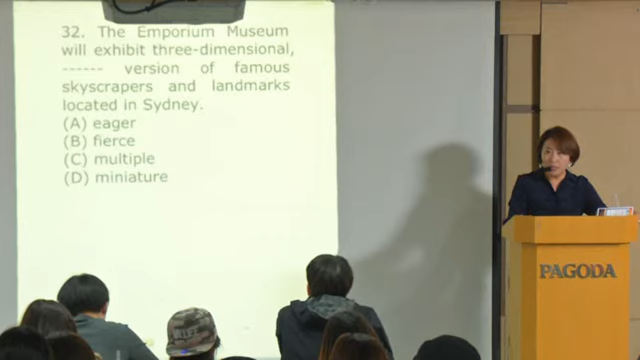 32. The Emporium Museum
will exhibit three-dimensional,
------ version of famous
skyscrapers and landmarks
located in Sydney.
(A) eager
(B) fierce
(C) multiple
(D) miniature
PAGODA